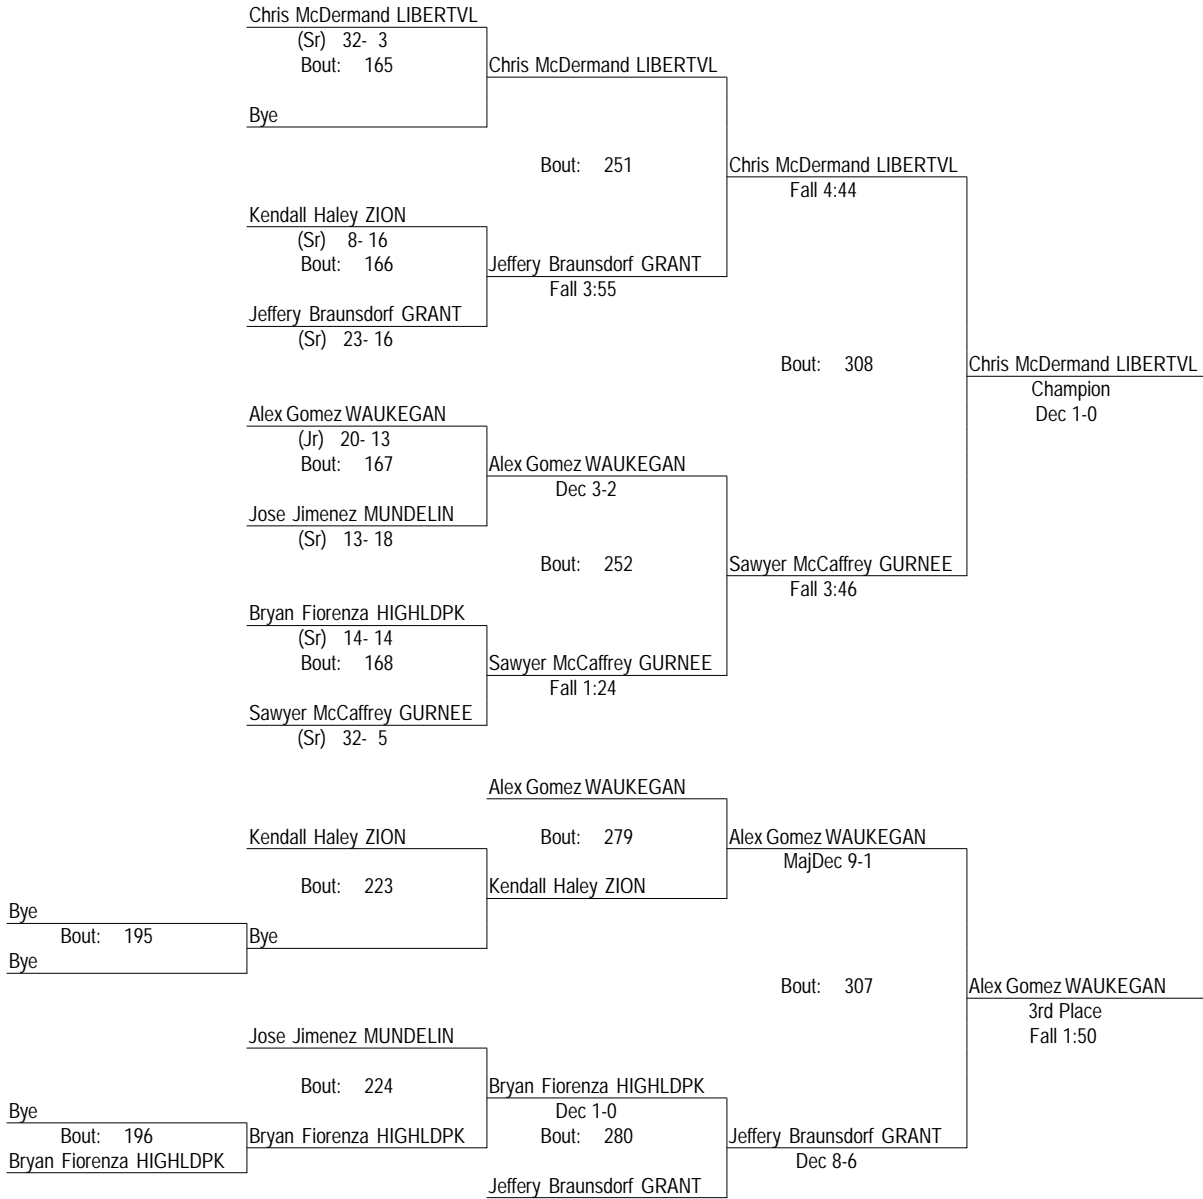 Chris McDermand LIBERTVL
(Sr) 32- 3
Bout: 165
Chris McDermand LIBERTVL
Bye
Bout: 251
Chris McDermand LIBERTVL
Fall 4:44
Kendall Haley ZION
(Sr) 8- 16
Bout: 166
Jeffery Braunsdorf GRANT
Fall 3:55
Jeffery Braunsdorf GRANT
(Sr) 23- 16
Bout: 308
Chris McDermand LIBERTVL
Champion
Dec 1-0
Alex Gomez WAUKEGAN
(Jr) 20- 13
Bout: 167
Alex Gomez WAUKEGAN
Dec 3-2
Jose Jimenez MUNDELIN
(Sr) 13- 18
Bout: 252
Sawyer McCaffrey GURNEE
Fall 3:46
Bryan Fiorenza HIGHLDPK
(Sr) 14- 14
Bout: 168
Sawyer McCaffrey GURNEE
Fall 1:24
Sawyer McCaffrey GURNEE
(Sr) 32- 5
Alex Gomez WAUKEGAN
Kendall Haley ZION
Bout: 279
Alex Gomez WAUKEGAN
MajDec 9-1
Bout: 223
Kendall Haley ZION
Bye
Bout: 195
Bye
Bye
Bout: 307
Alex Gomez WAUKEGAN
3rd Place
Fall 1:50
Jose Jimenez MUNDELIN
Bout: 224
Bryan Fiorenza HIGHLDPK
Dec 1-0
Bye
Bout: 196
Bryan Fiorenza HIGHLDPK
Bout: 280
Jeffery Braunsdorf GRANT
Dec 8-6
Bryan Fiorenza HIGHLDPK
Jeffery Braunsdorf GRANT